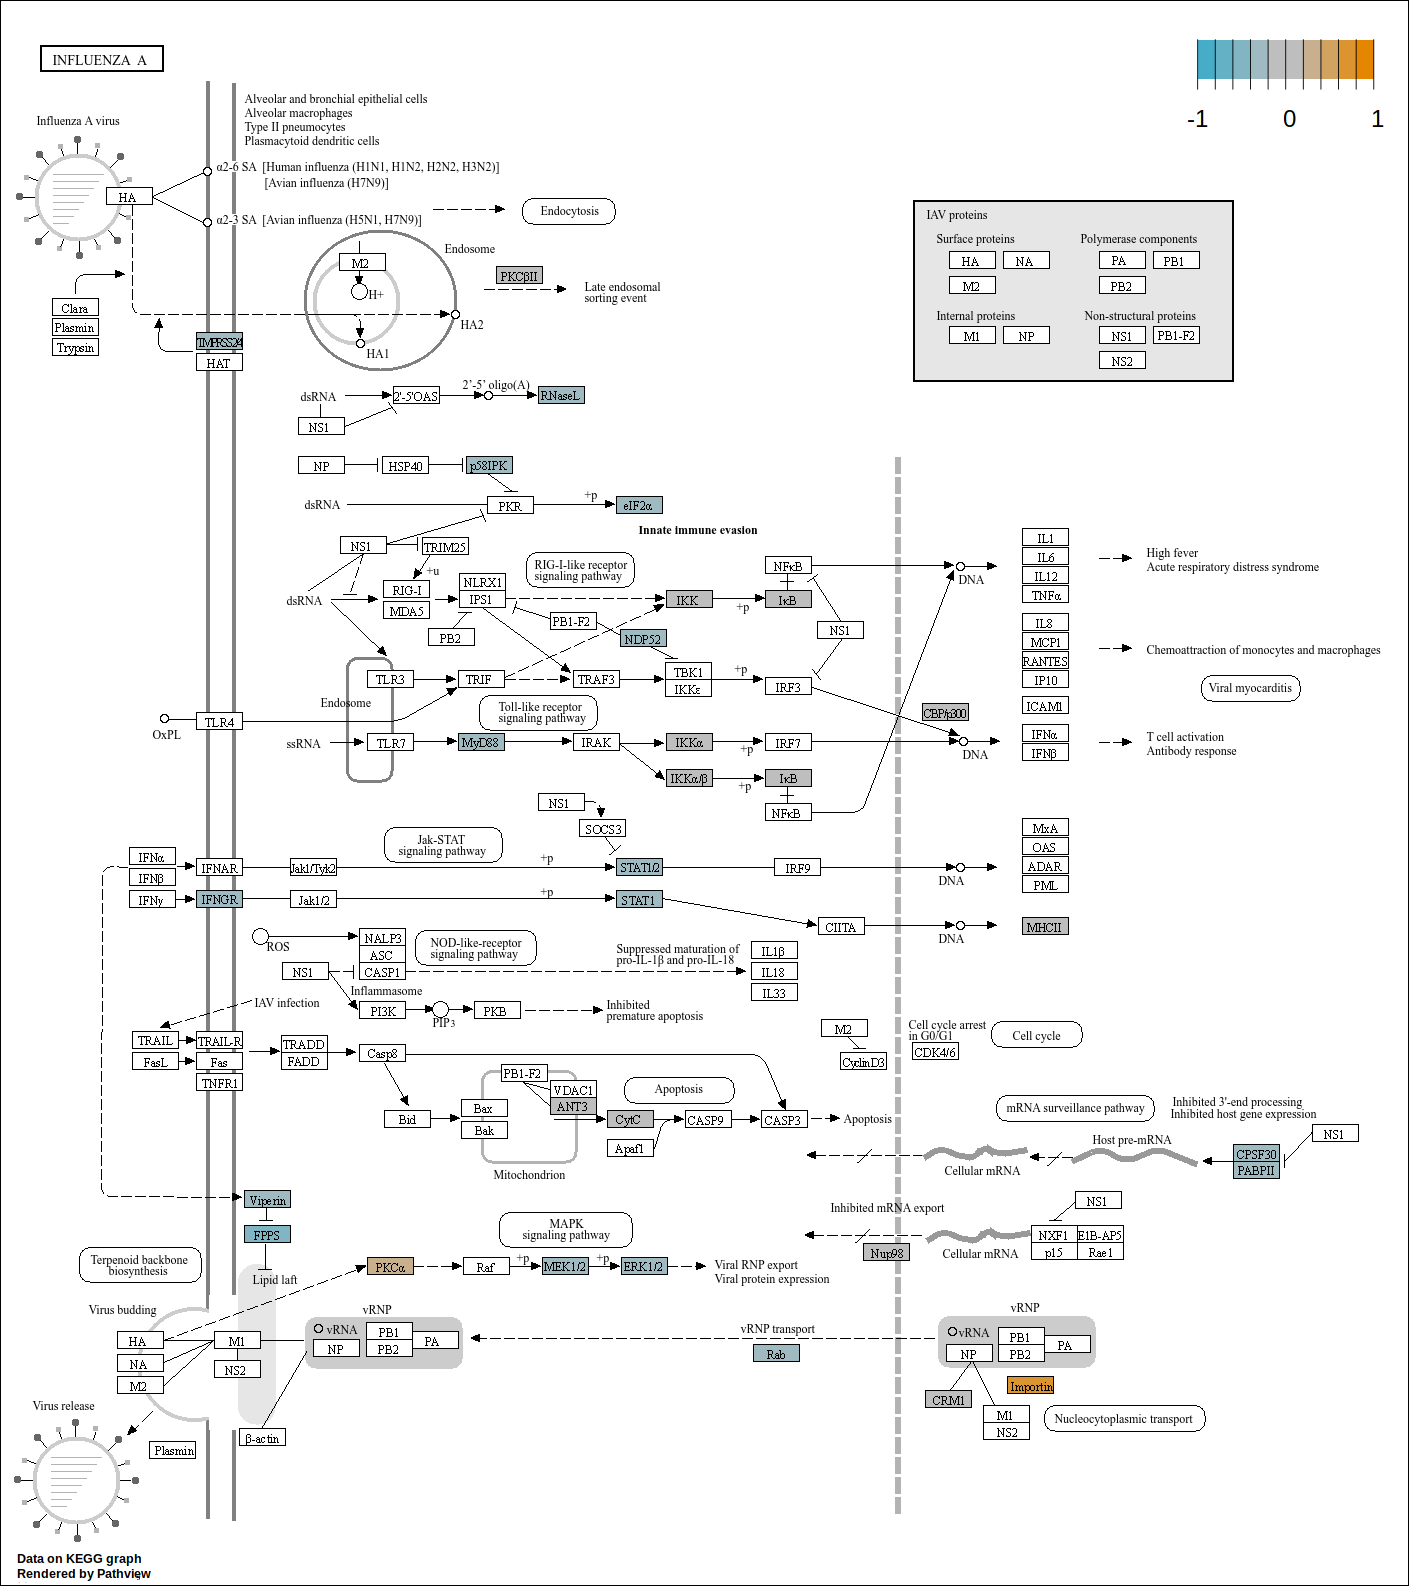 INFLUENZA A
-1 0 1
Influenza A virus
Alveolar and bronchial epithelial cells
Alveolar macrophages
Type II pneumocytes
Plasmacytoid dendritic cells
α2-6 SA [Human influenza (H1N1, H1N2, H2N2, H3N2)]
[Avian influenza (H7N9)]
HA
α2-3 SA [Avian influenza (H5N1, H7N9)]
Endocytosis
Endosome
M2
H+
PKCβII
Late endosomal
sorting event
HA2
HA1
Clara
Plasmin
Trypsin
TMPRSS2/4
HAT
IAV proteins
Surface proteins
HA NA
M2
Polymerase components
PA PB1
PB2
Internal proteins
M1 NP
Non-structural proteins
NS1 PB1-F2
NS2
dsRNA 2'-5'OAS 2'-5' oligo(A) RNaseL
NS1
NP HSP40 p58IPK
dsRNA PKR +p eIF2α
Innate immune evasion
NS1 TRIM25
+u
RIG-I-like receptor
signaling pathway
dsRNA RIG-I
MDA5
NLRX1
IPS1
PB2
PB1-F2
NDP52
IKK +p IκB
NFκB
NS1
DNA
IL1
IL6
IL12
TNFα
High fever
Acute respiratory distress syndrome
IL8
MCP1
RANTES
IP10
ICAM1
Chemoattraction of monocytes and macrophages
Viral myocarditis
Endosome
TLR3 TRIF TRAF3 TBK1
IKKε
+p IRF3
CBP/p300
OxPL TLR4
Toll-like receptor
signaling pathway
ssRNA TLR7 MyD88 IRAK IKKα +p IRF7
DNA
IFNα
IFNβ
T cell activation
Antibody response
IKKα/β +p IκB
NFκB
NS1
SOCS3
Jak-STAT
signaling pathway
IFNα
IFNβ
IFNAR Jak1/Tyk2 +p STAT1/2 IRF9 DNA
MxA
OAS
ADAR
PML
IFNγ IFNGR Jak1/2 +p STAT1
CIITA DNA MHCII
ROS
NALP3
ASC
CASP1
NOD-like-receptor
signaling pathway
NS1
Inflammasome
Suppressed maturation of
pro-IL-1β and pro-IL-18
IL1β
IL18
IL33
IAV infection
PI3K PIP3 PKB
Inhibited
premature apoptosis
TRAIL TRAIL-R
FasL Fas
TNFR1
TRADD
FADD
Casp8
M2
CyclinD3
Cell cycle arrest
in G0/G1
CDK4/6
Cell cycle
PB1-F2
VDAC1
ANT3
Apoptosis
Bid
Bax
Bak
CytC CASP9 CASP3 Apoptosis
Apaf1
Mitochondrion
mRNA surveillance pathway
Inhibited 3'-end processing
Inhibited host gene expression
NS1
Host pre-mRNA
CPSF30
PABPII
Cellular mRNA
Viperin
FPPS
Lipid laft
Terpenoid backbone
biosynthesis
MAPK
signaling pathway
PKCα Raf +p MEK1/2 +p ERK1/2
Viral RNP export
Viral protein expression
Inhibited mRNA export
NS1
Nup98
Cellular mRNA
NXF1 E1B-AP5
p15 Rae1
Virus budding
HA
NA
M2
M1
NS2
vRNP
vRNA
NP
PB1
PB2
PA
β-actin
vRNP transport
Rab
vRNP
vRNA
NP
PB1
PB2
PA
Importin
CRM1
M1
NS2
Nucleocytoplasmic transport
Virus release
Plasmin
Data on KEGG graph
Rendered by Pathview